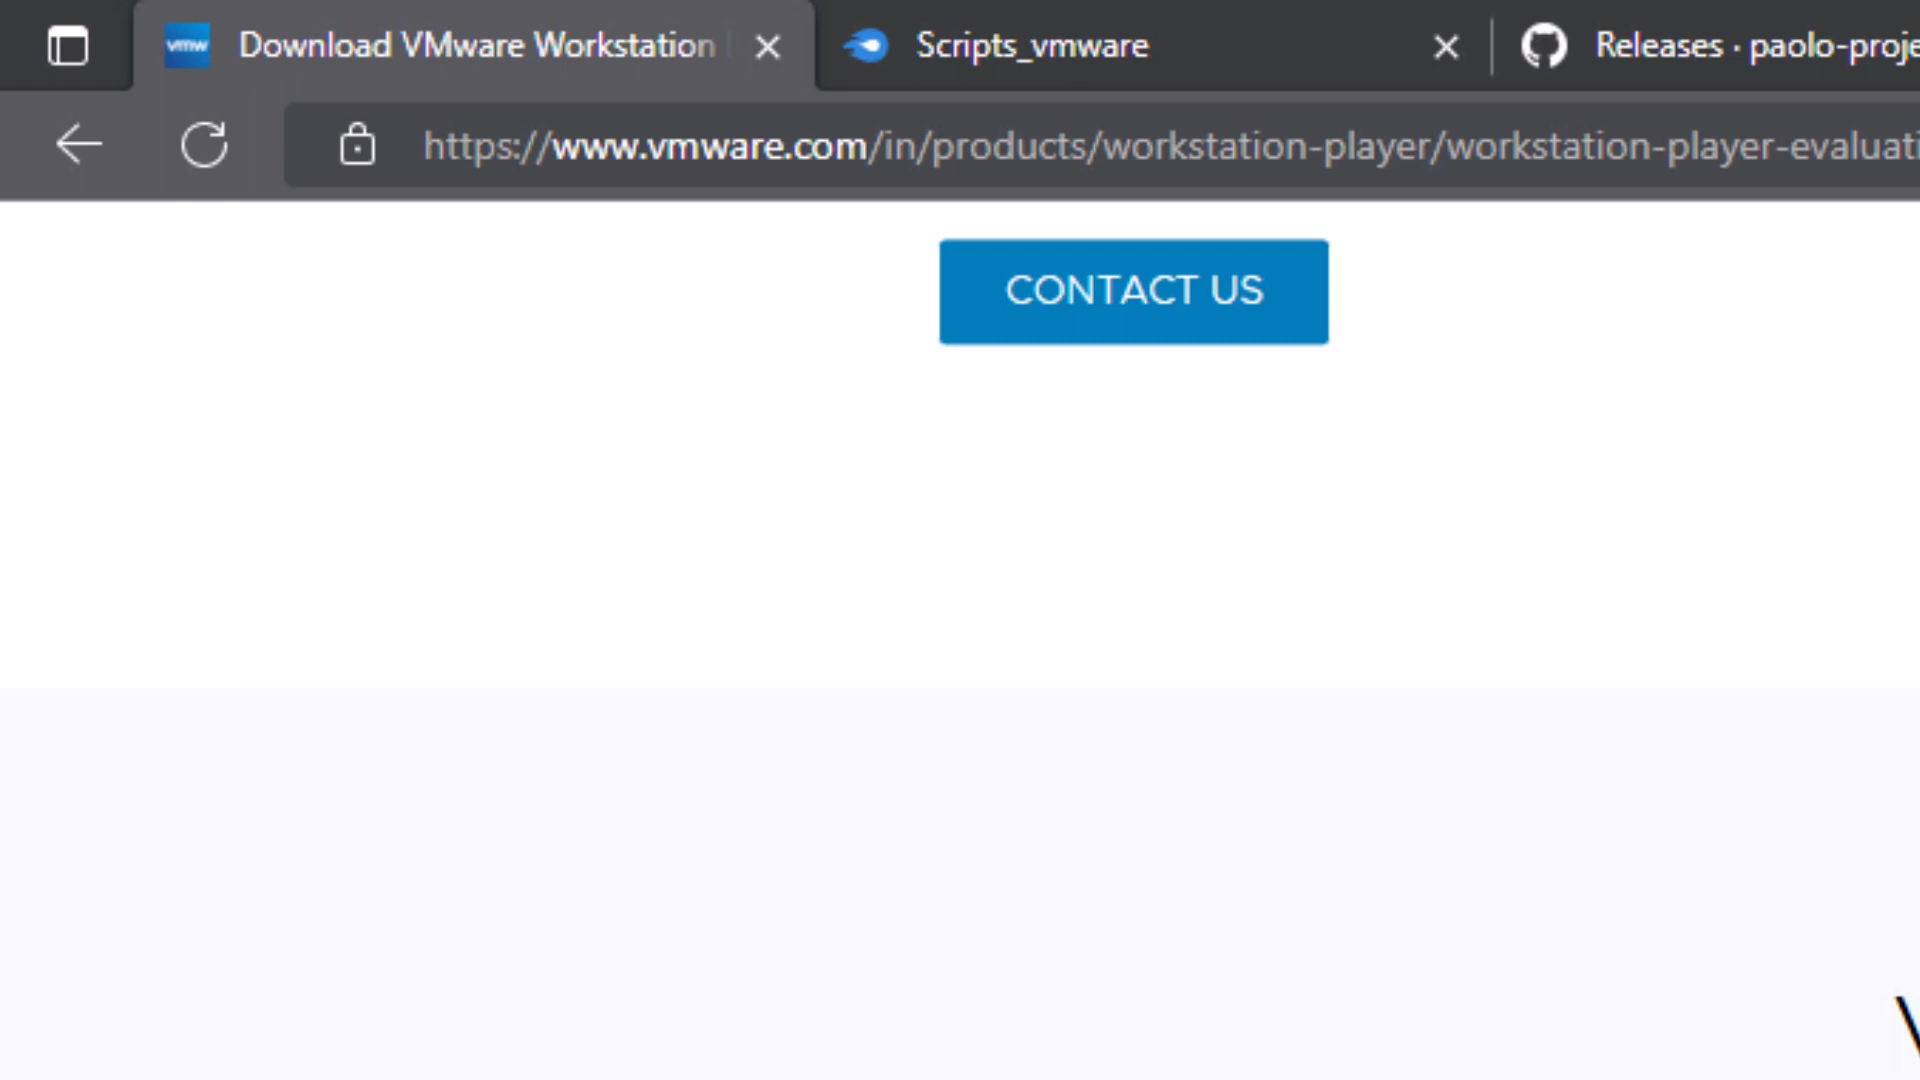 vmw Download VMware Workstation
Scripts_vmware
Releases · paolo-proje
https://www.vmware.com/in/products/workstation-player/workstation-player-evaluati
CONTACT US